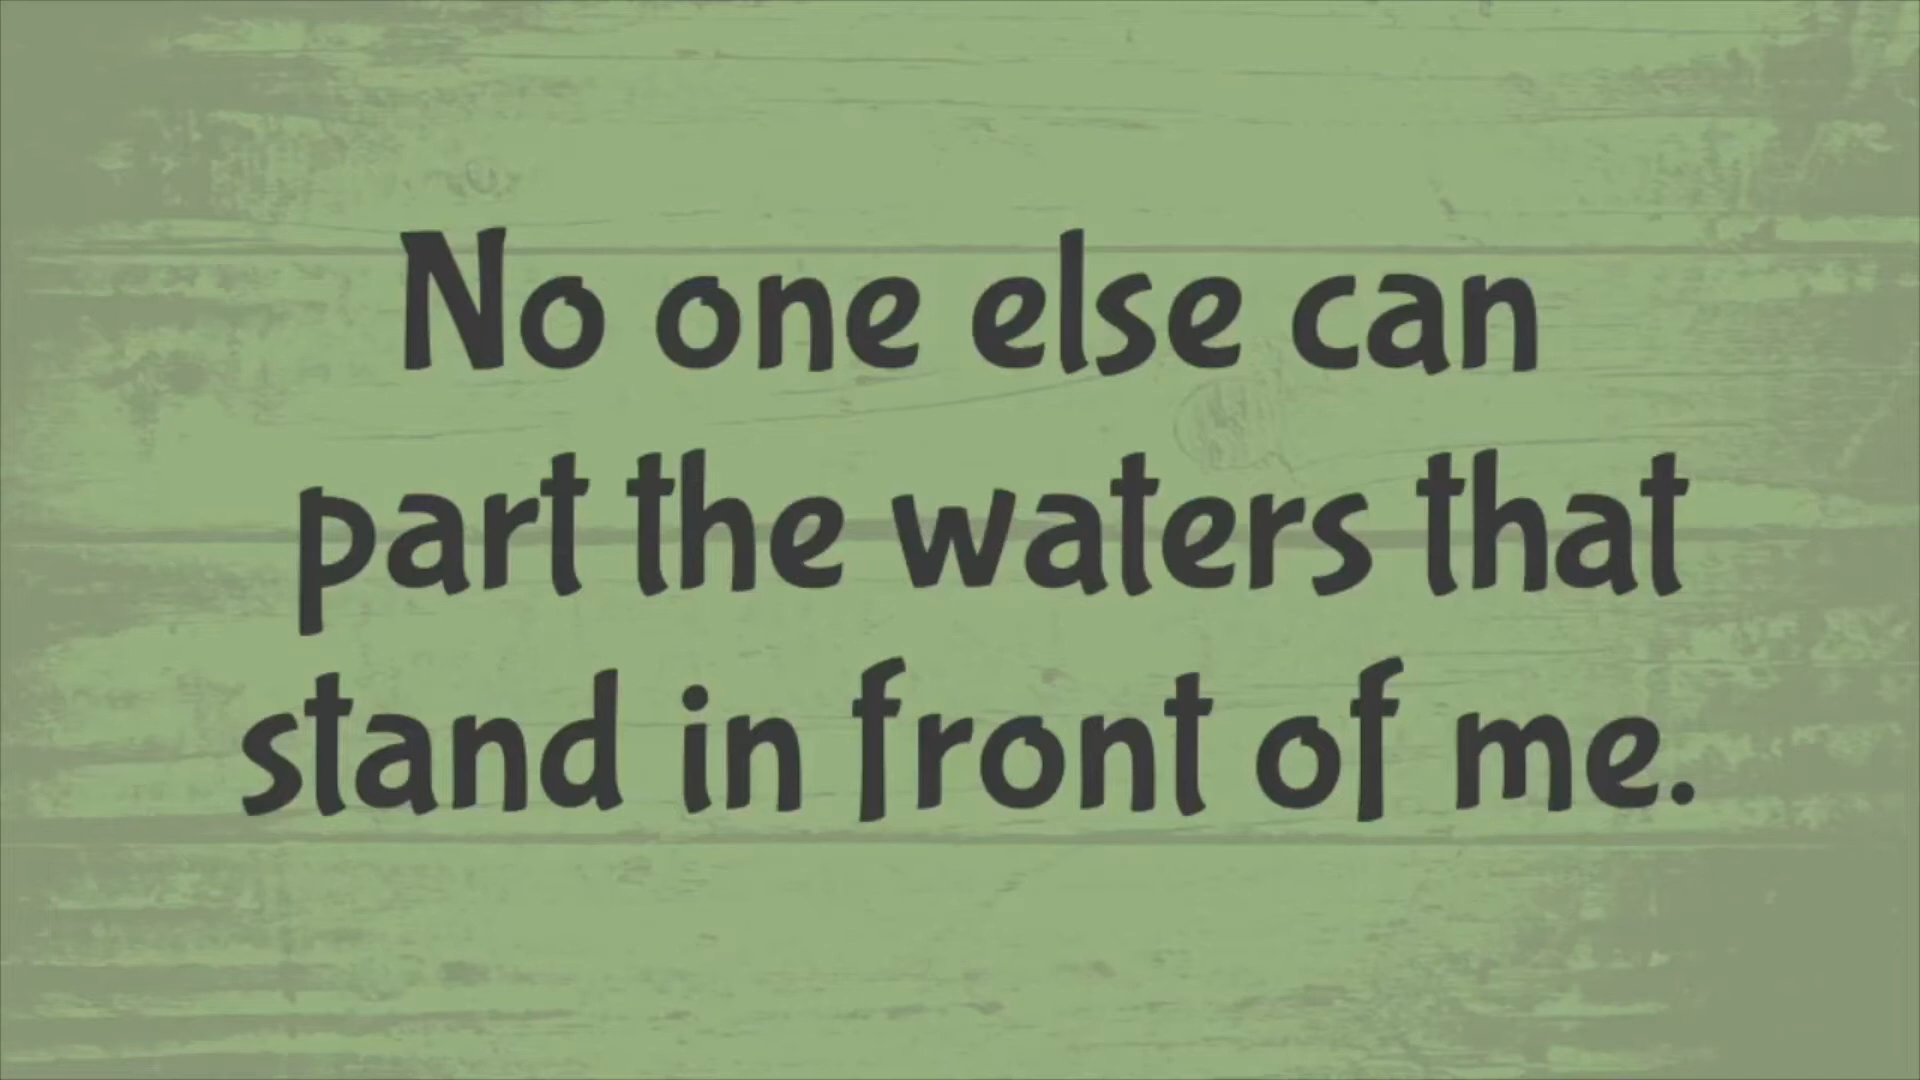 No one else can
part the waters that
stand in front of me.